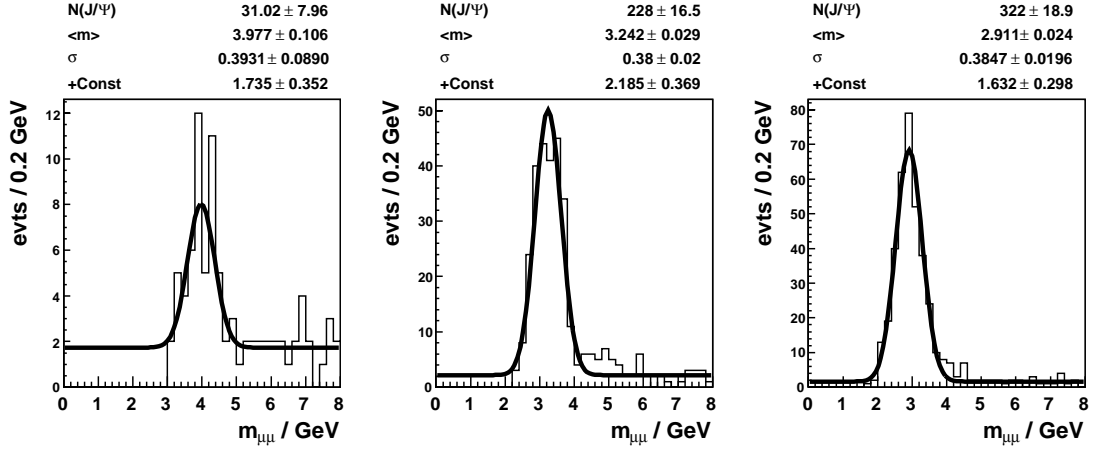 N(J/Ψ) 31.02 ± 7.96
<m> 3.977 ± 0.106
σ 0.3931 ± 0.0890
+Const 1.735 ± 0.352
evts / 0.2 GeV
12
10
8
6
4
2
0
0 1 2 3 4 5 6 7 8
m_μμ / GeV
N(J/Ψ) 228 ± 16.5
<m> 3.242 ± 0.029
σ 0.38 ± 0.02
+Const 2.185 ± 0.369
evts / 0.2 GeV
50
40
30
20
10
0
0 1 2 3 4 5 6 7 8
m_μμ / GeV
N(J/Ψ) 322 ± 18.9
<m> 2.911 ± 0.024
σ 0.3847 ± 0.0196
+Const 1.632 ± 0.298
evts / 0.2 GeV
80
70
60
50
40
30
20
10
0
0 1 2 3 4 5 6 7 8
m_μμ / GeV